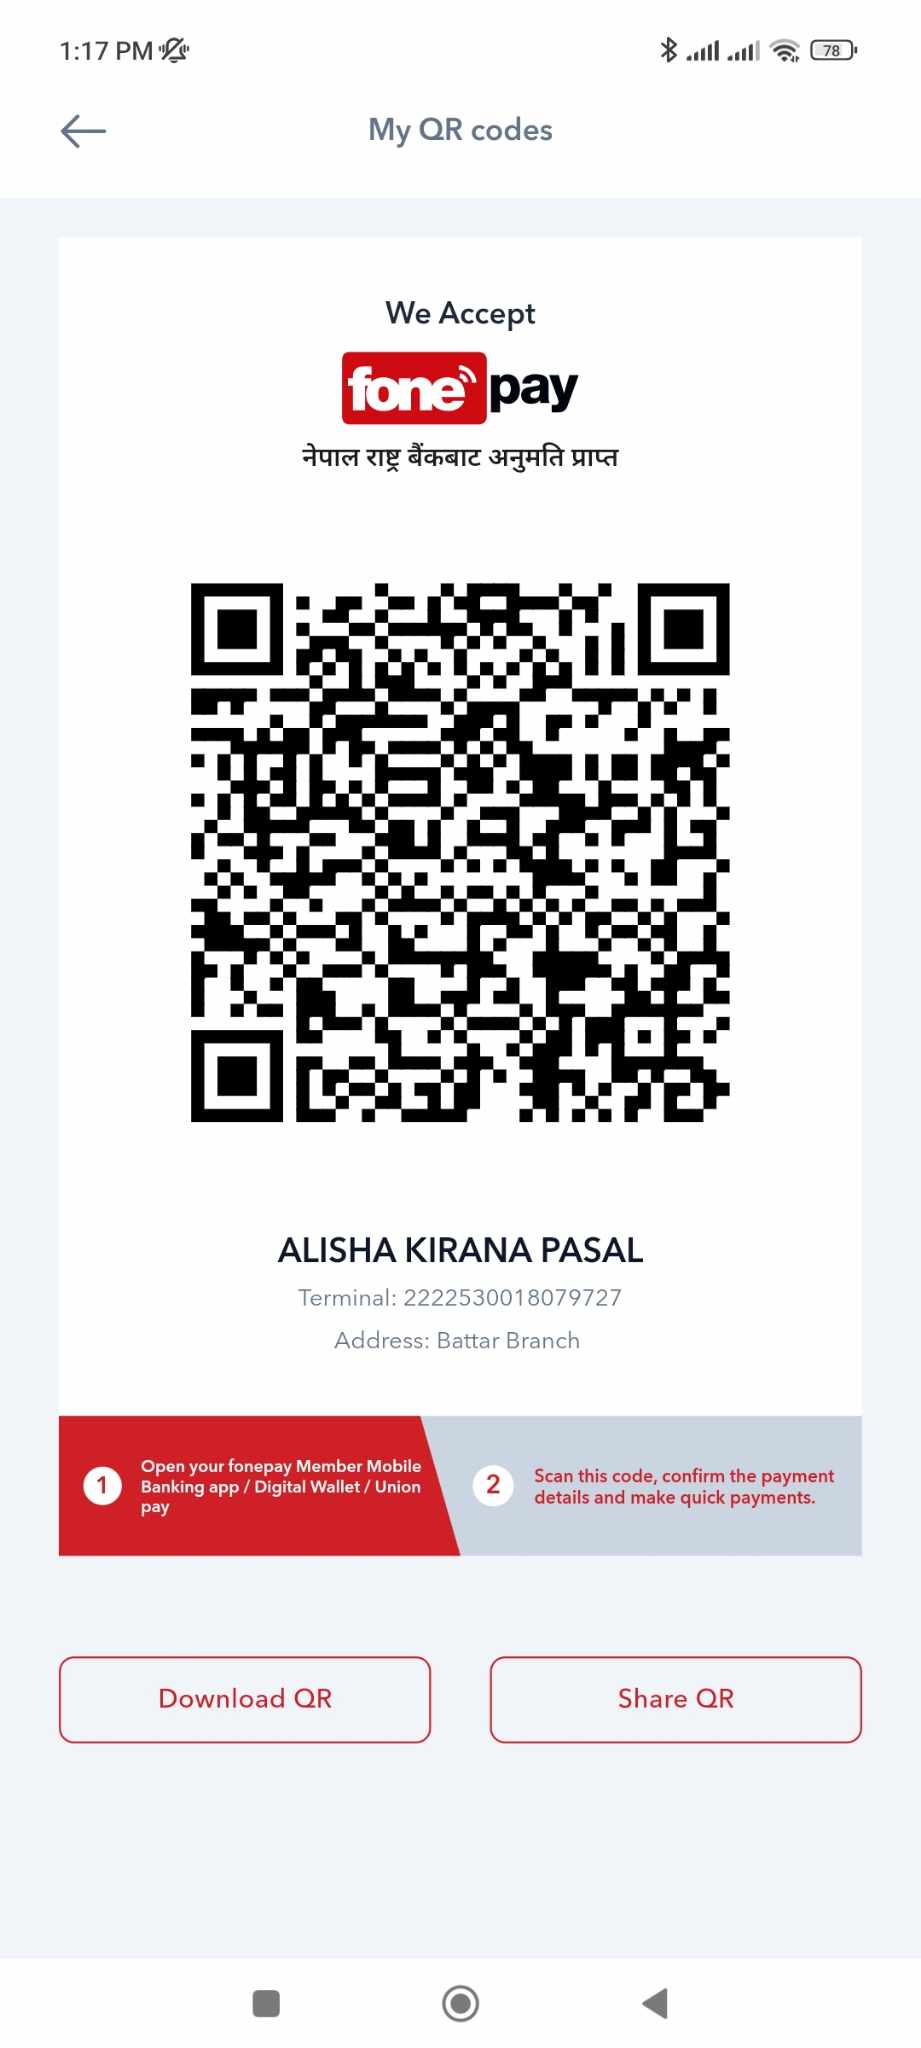 1:17 PM
78
My QR codes
We Accept
fonepay
नेपाल राष्ट्र बैंकबाट अनुमति प्राप्त
ALISHA KIRANA PASAL
Terminal: 2222530018079727
Address: Battar Branch
1
Open your fonepay Member Mobile
Banking app / Digital Wallet / Union
pay
2
Scan this code, confirm the payment
details and make quick payments.
Download QR
Share QR